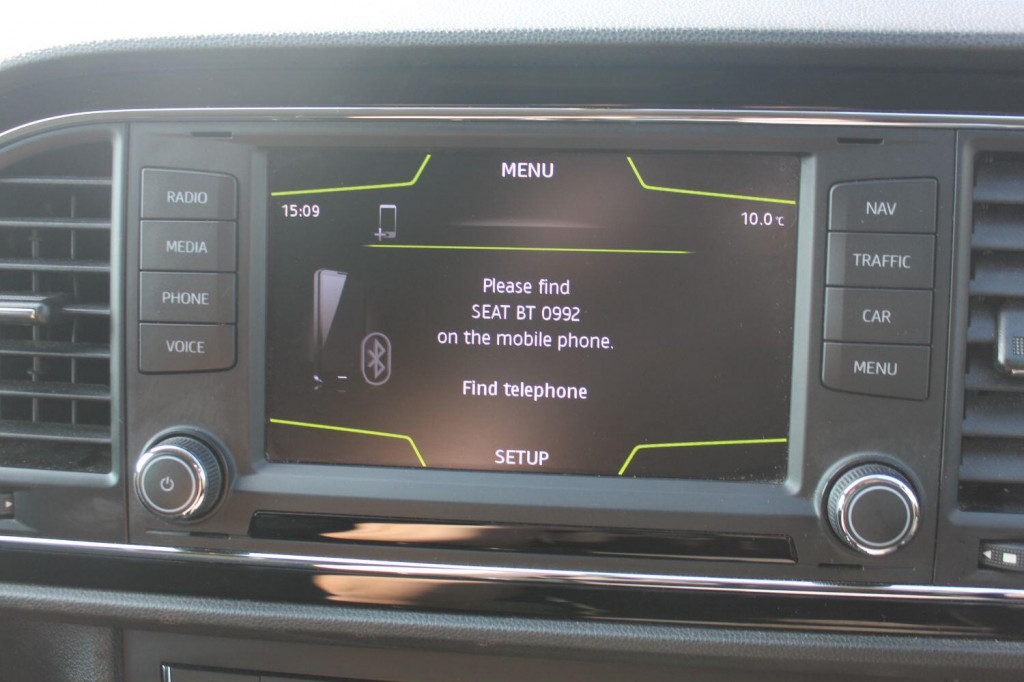 MENU
15:09
10.0 °C
Please find
SEAT BT 0992
on the mobile phone.
Find telephone
SETUP
RADIO
MEDIA
PHONE
VOICE
NAV
TRAFFIC
CAR
MENU